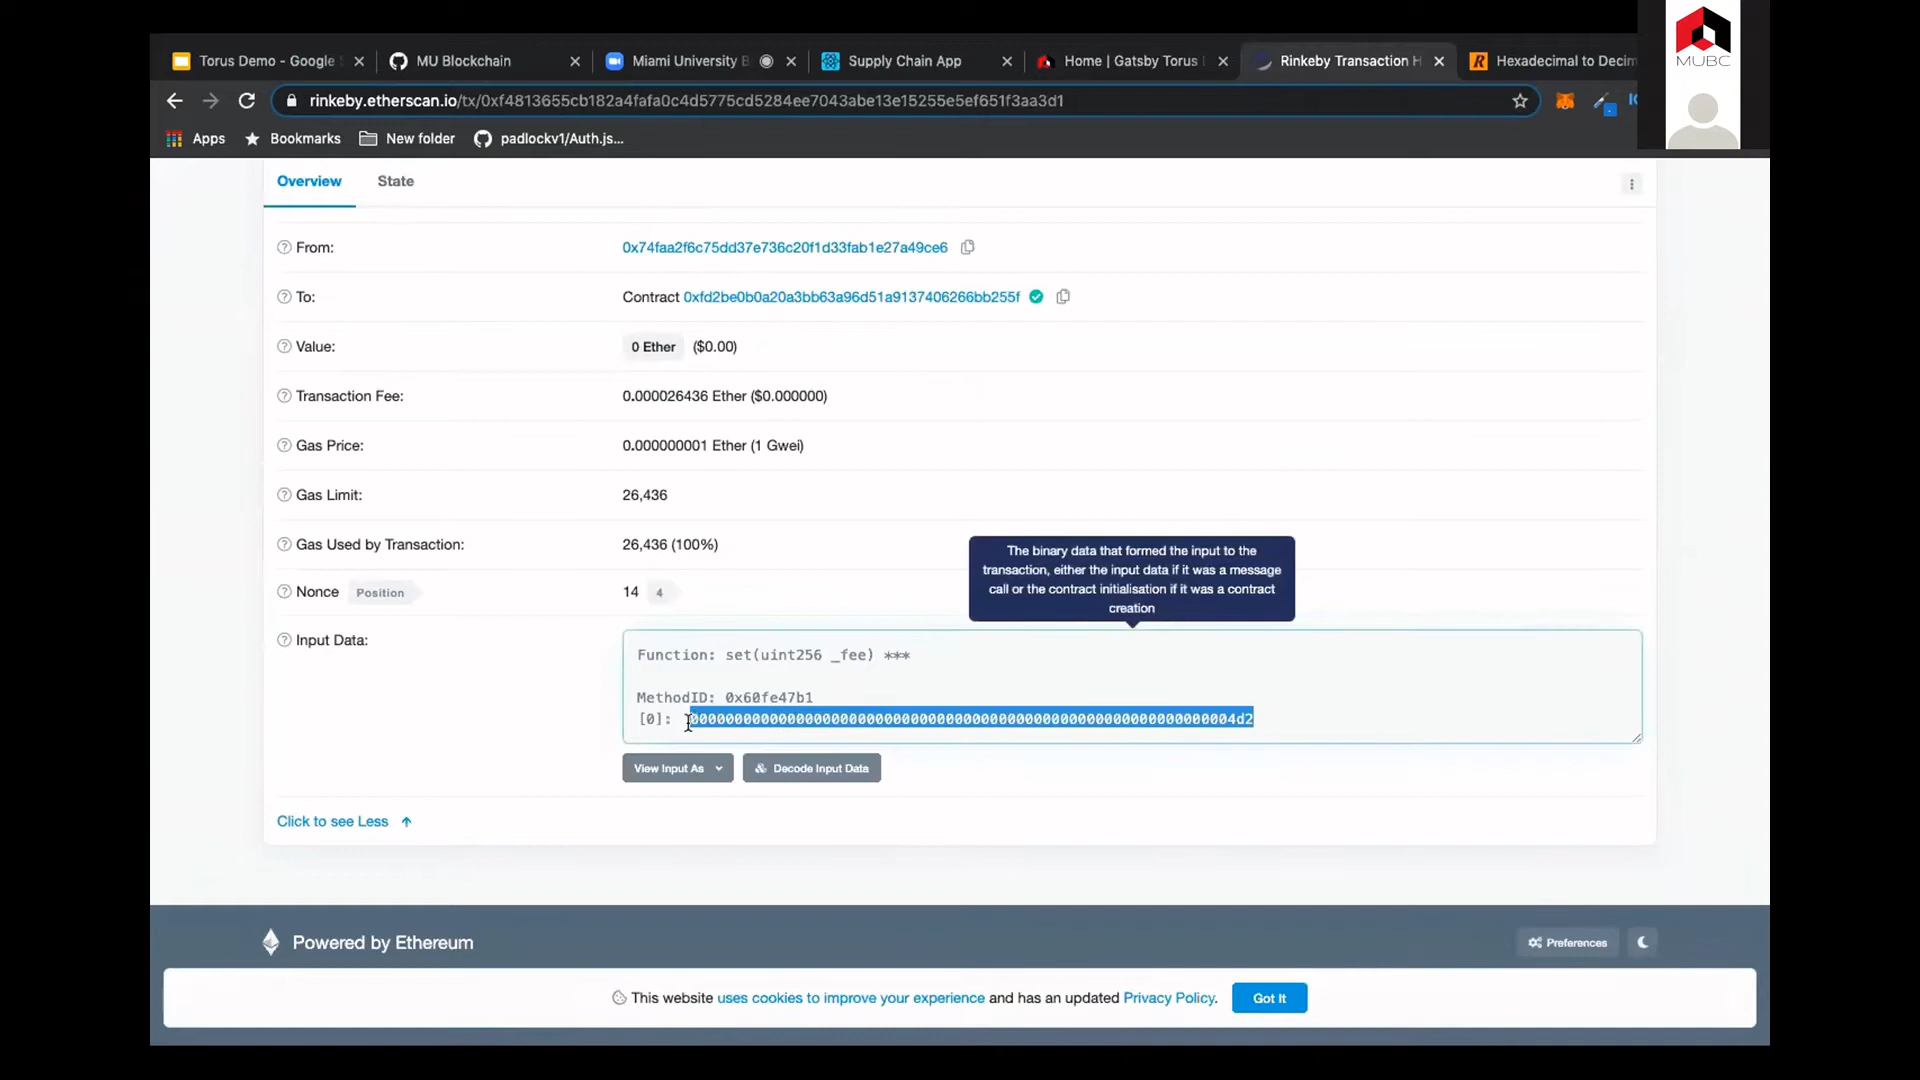 MUBC
Torus Demo - Google
MU Blockchain
Miami University B
Supply Chain App
Home | Gatsby Torus
Rinkeby Transaction H
Hexadecimal to Decim
rinkeby.etherscan.io/tx/0xf4813655cb182a4fafa0c4d5775cd5284ee7043abe13e15255e5ef651f3aa3d1
Apps
Bookmarks
New folder
padlockv1/Auth.js...
Overview
State
From:
0x74faa2f6c75dd37e736c20f1d33fab1e27a49ce6
To:
Contract 0xfd2be0b0a20a3bb63a96d51a9137406266bb255f
Value:
0 Ether ($0.00)
Transaction Fee:
0.000026436 Ether ($0.000000)
Gas Price:
0.000000001 Ether (1 Gwei)
Gas Limit:
26,436
Gas Used by Transaction:
26,436 (100%)
The binary data that formed the input to the
transaction, either the input data if it was a message
call or the contract initialisation if it was a contract
creation
Nonce Position
14 4
Input Data:
Function: set(uint256 _fee) ***
MethodID: 0x60fe47b1
[0]: 00000000000000000000000000000000000000000000000000000000000004d2
View Input As
Decode Input Data
Click to see Less
Powered by Ethereum
Preferences
This website uses cookies to improve your experience and has an updated Privacy Policy.
Got It